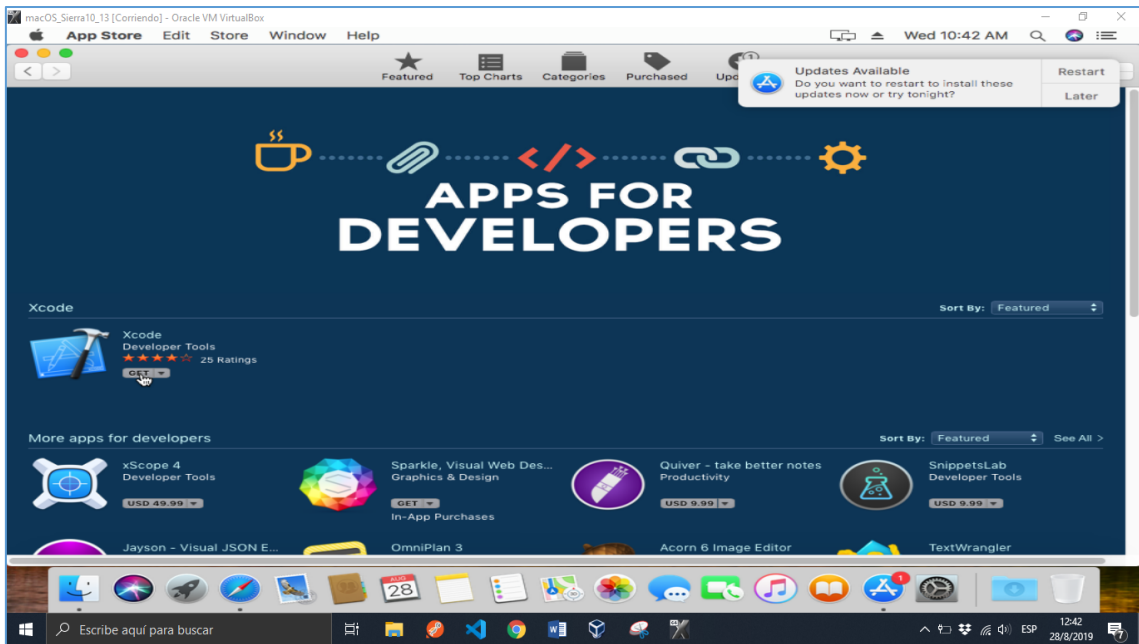 macOS_Sierra10_13 [Corriendo] - Oracle VM VirtualBox
App Store Edit Store Window Help
Wed 10:42 AM
Featured
Top Charts
Categories
Purchased
1
Updates Available
Do you want to restart to install these
updates now or try tonight?
Restart
Later
</>
APPS FOR
DEVELOPERS
Xcode
Sort By: Featured
Xcode
Developer Tools
25 Ratings
GET
More apps for developers
Sort By: Featured
See All >
xScope 4
Developer Tools
USD 49.99
Sparkle, Visual Web Des...
Graphics & Design
GET
In-App Purchases
Quiver - take better notes
Productivity
USD 9.99
SnippetsLab
Developer Tools
USD 9.99
Jayson - Visual JSON E...
OmniPlan 3
Acorn 6 Image Editor
TextWrangler
AUG
28
1
Escribe aquí para buscar
ESP
12:42
28/8/2019